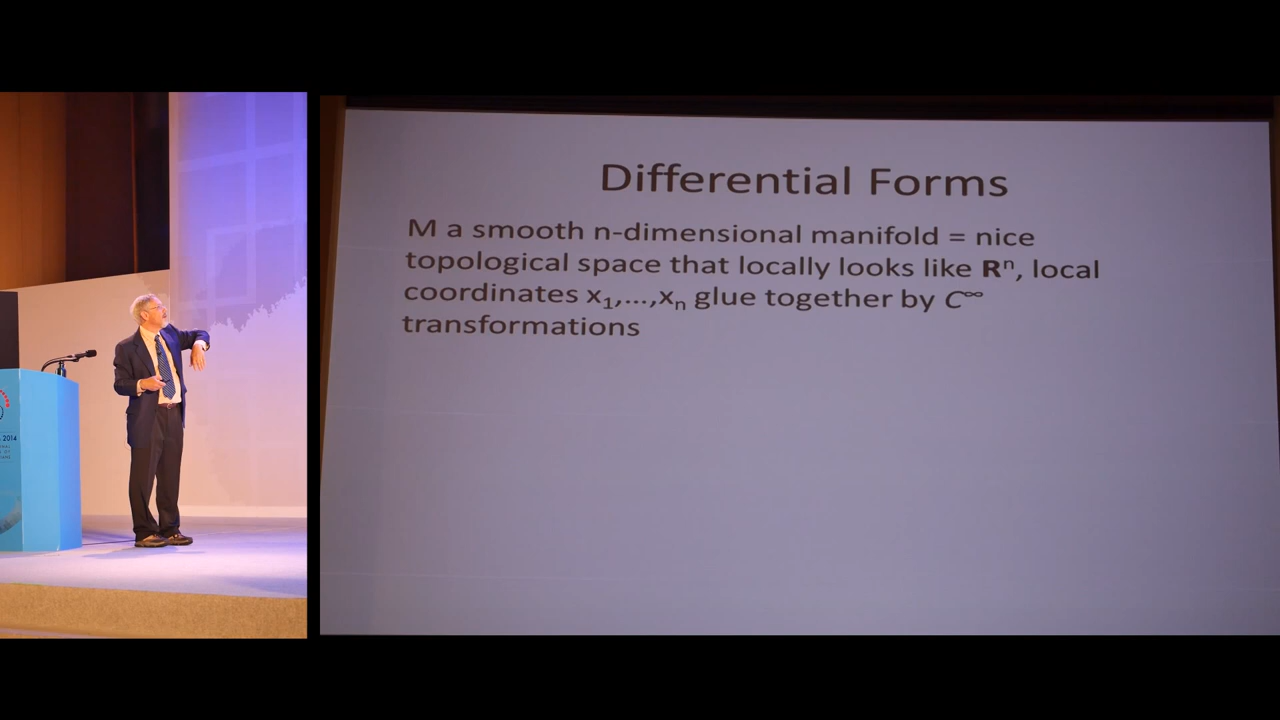 Differential Forms
M a smooth n-dimensional manifold = nice
topological space that locally looks like Rⁿ, local
coordinates x₁,...,xₙ glue together by C^∞
transformations
2014